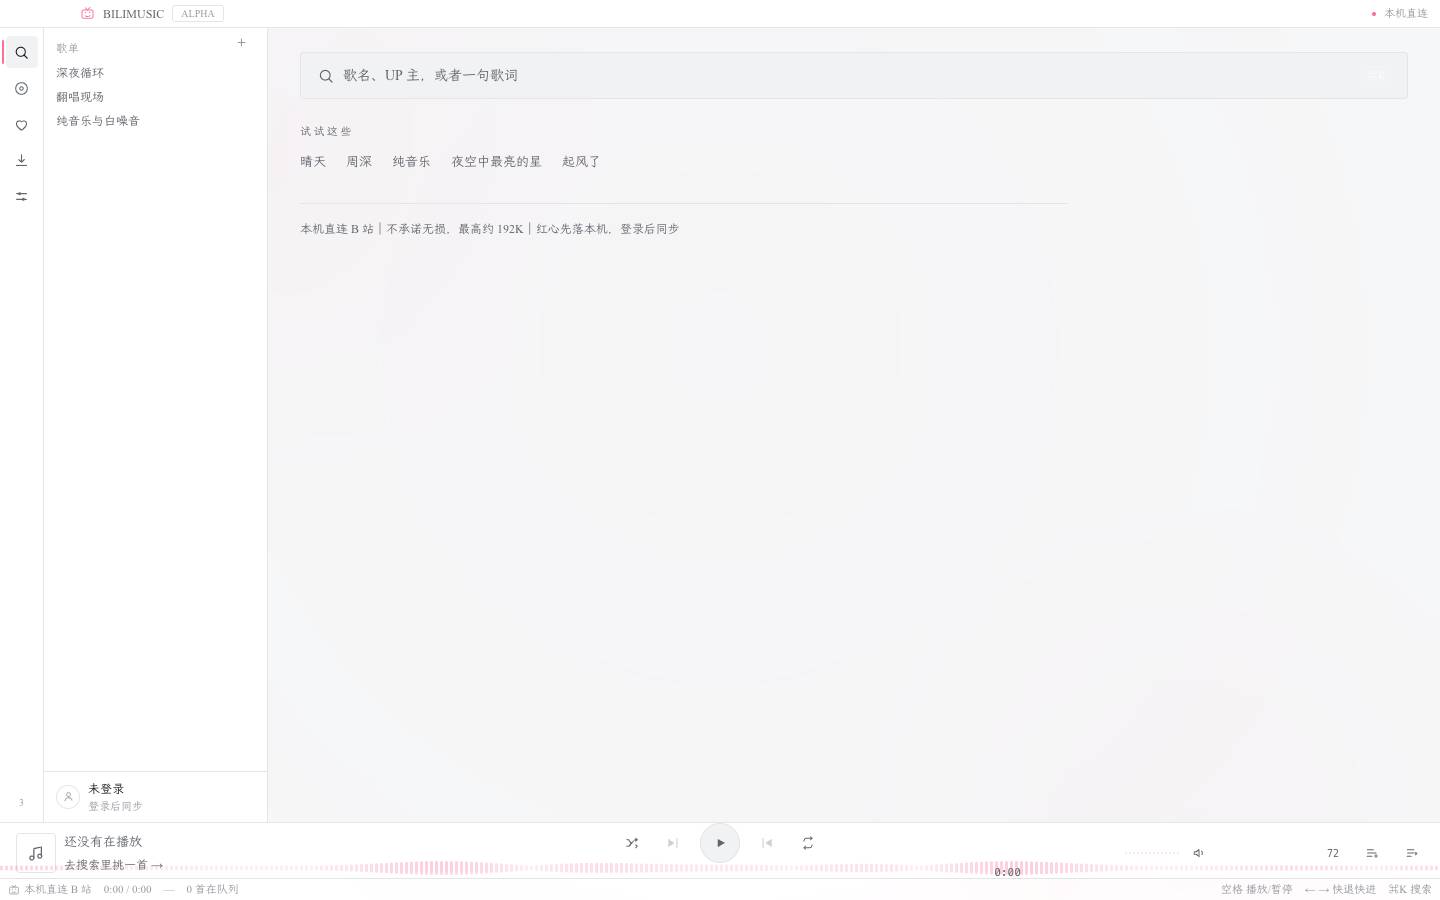 BILIMUSIC ALPHA
本机直连
歌单 +
深夜循环
翻唱现场
纯音乐与白噪音
歌名、UP 主，或者一句歌词 ⌘K
试试这些
晴天 周深 纯音乐 夜空中最亮的星 起风了
本机直连 B 站 | 不承诺无损，最高约 192K | 红心先落本机，登录后同步
3
未登录
登录后同步
还没有在播放
去搜索里挑一首 →
0:00
72
本机直连 B 站 0:00 / 0:00 — 0 首在队列
空格 播放/暂停 ← → 快退快进 ⌘K 搜索